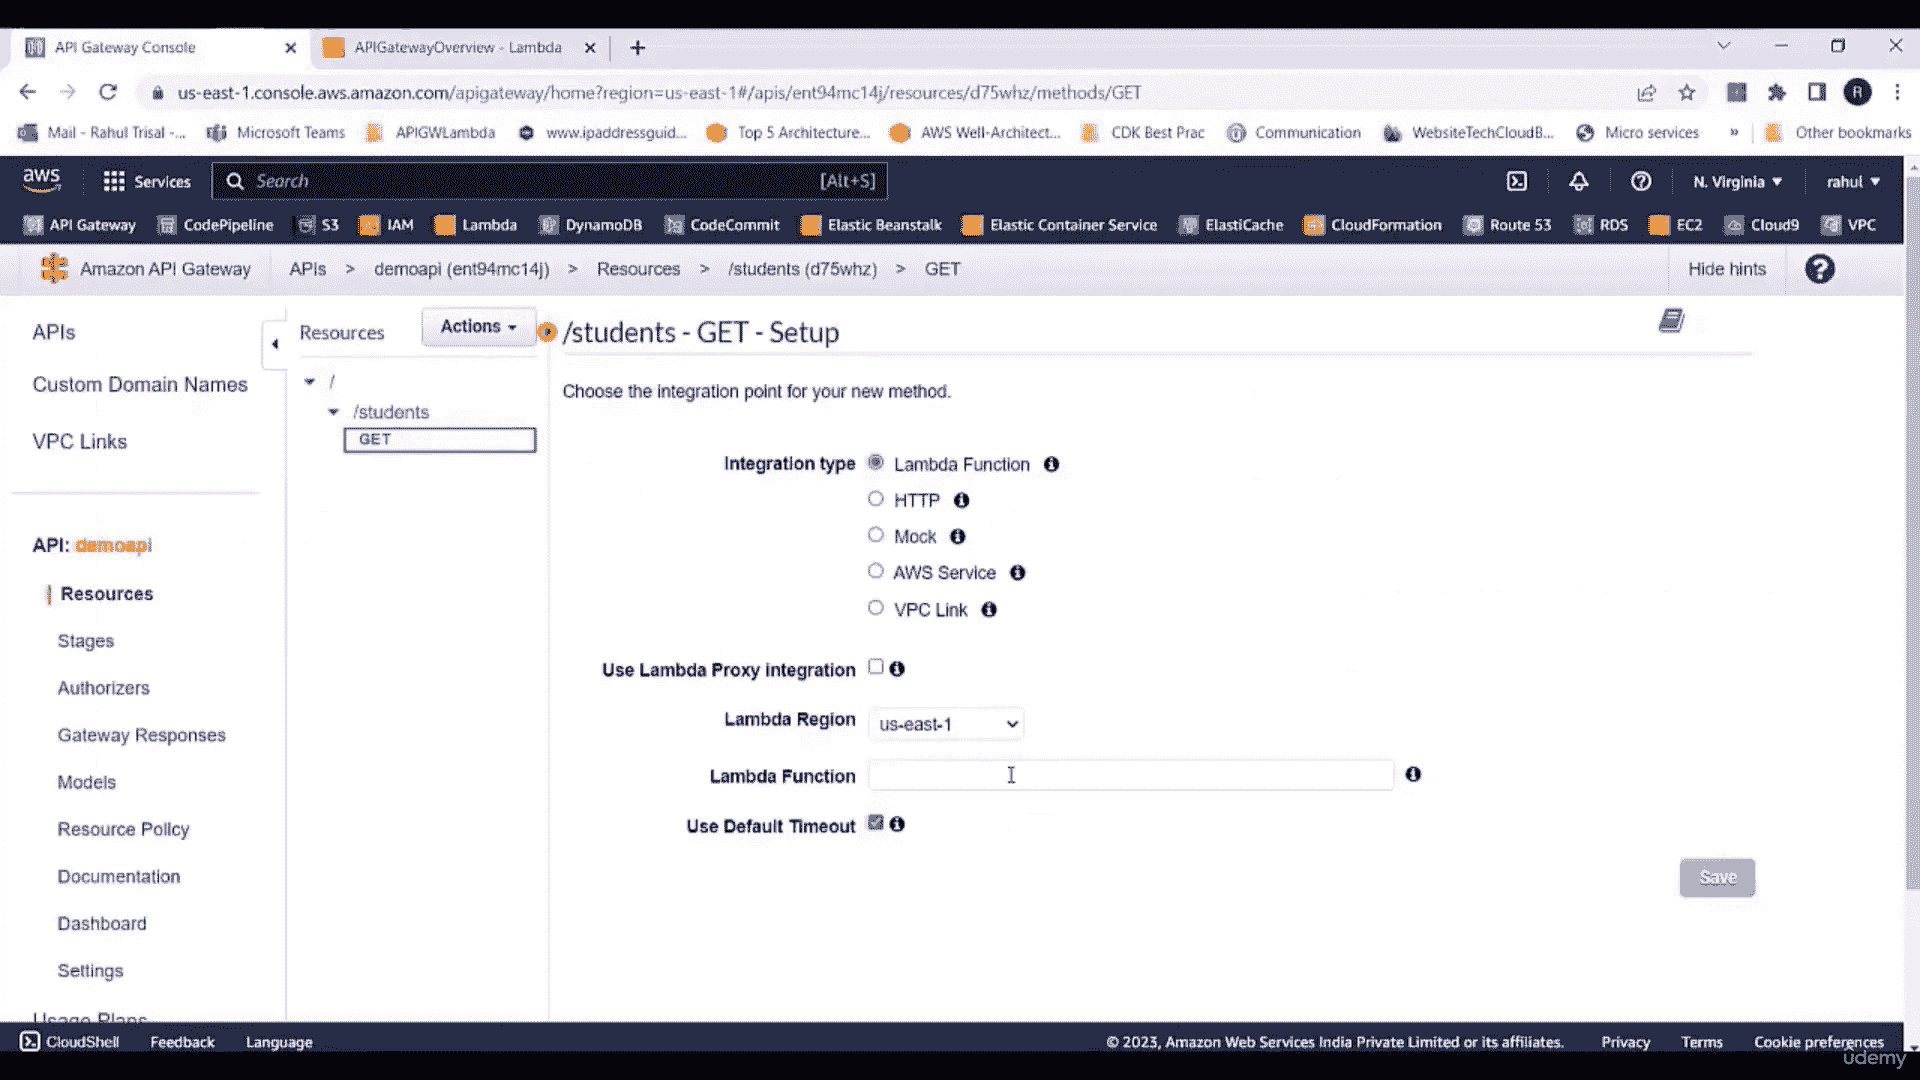 API Gateway Console
APIGatewayOverview - Lambda
us-east-1.console.aws.amazon.com/apigateway/home?region=us-east-1#/apis/ent94mc14j/resources/d75whz/methods/GET
R
Mail - Rahul Trisal -... Microsoft Teams APIGWLambda www.ipaddressguid... Top 5 Architecture... AWS Well-Architect... CDK Best Prac Communication WebsiteTechCloudB... Micro services » Other bookmarks
aws Services Search [Alt+S] N. Virginia rahul
API Gateway CodePipeline S3 IAM Lambda DynamoDB CodeCommit Elastic Beanstalk Elastic Container Service ElastiCache CloudFormation Route 53 RDS EC2 Cloud9 VPC
Amazon API Gateway APIs > demoapi (ent94mc14j) > Resources > /students (d75whz) > GET Hide hints
APIs
Custom Domain Names
VPC Links
API: demoapi
Resources
Stages
Authorizers
Gateway Responses
Models
Resource Policy
Documentation
Dashboard
Settings
Usage Plans
Resources Actions
/
/students
GET
/students - GET - Setup
Choose the integration point for your new method.
Integration type Lambda Function
HTTP
Mock
AWS Service
VPC Link
Use Lambda Proxy integration
Lambda Region us-east-1
Lambda Function
Use Default Timeout
Save
CloudShell Feedback Language © 2023, Amazon Web Services India Private Limited or its affiliates. Privacy Terms Cookie preferences
udemy